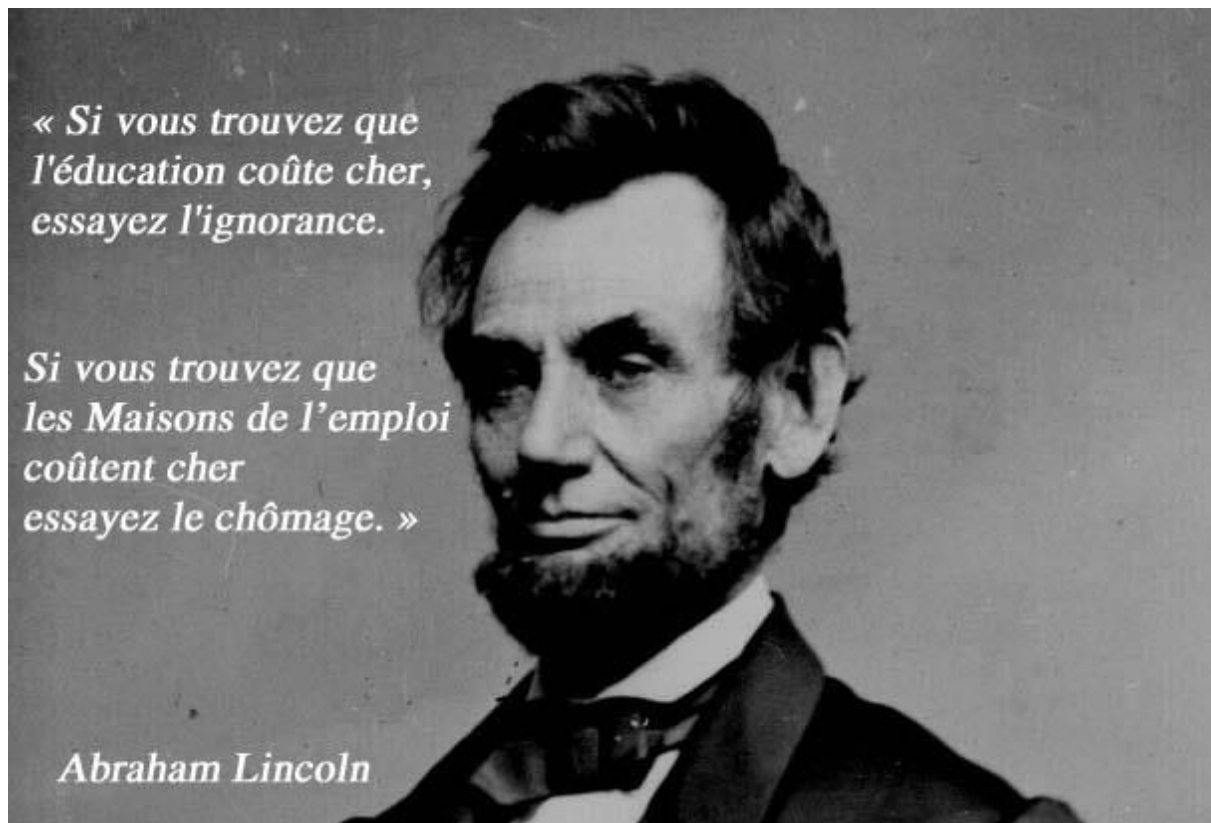 « Si vous trouvez que
l'éducation coûte cher,
essayez l'ignorance.
Si vous trouvez que
les Maisons de l’emploi
coûtent cher
essayez le chômage. »
Abraham Lincoln